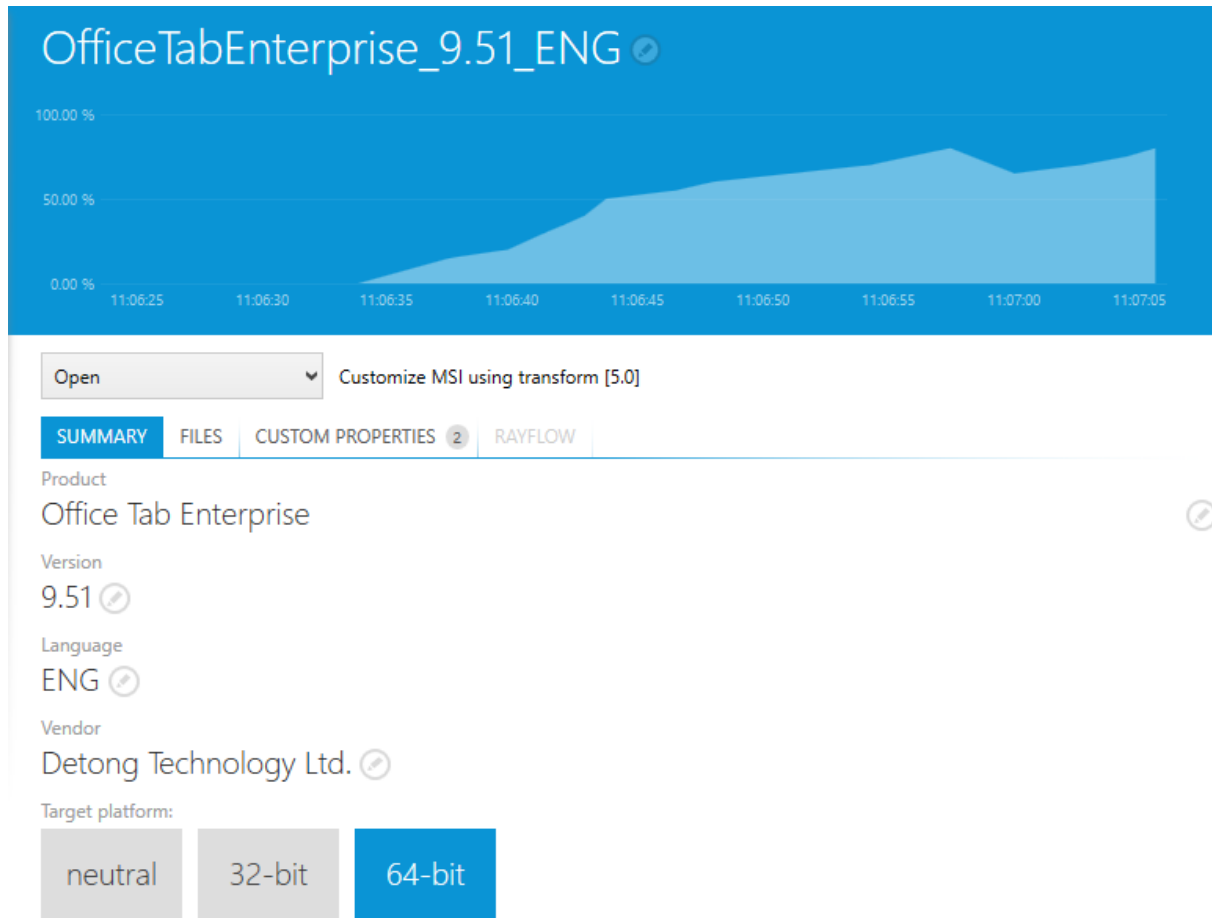 OfficeTabEnterprise_9.51_ENG
100.00 %
50.00 %
0.00 %
11:06:25 11:06:30 11:06:35 11:06:40 11:06:45 11:06:50 11:06:55 11:07:00 11:07:05
Open Customize MSI using transform [5.0]
SUMMARY FILES CUSTOM PROPERTIES 2 RAYFLOW
Product
Office Tab Enterprise
Version
9.51
Language
ENG
Vendor
Detong Technology Ltd.
Target platform:
neutral 32-bit 64-bit